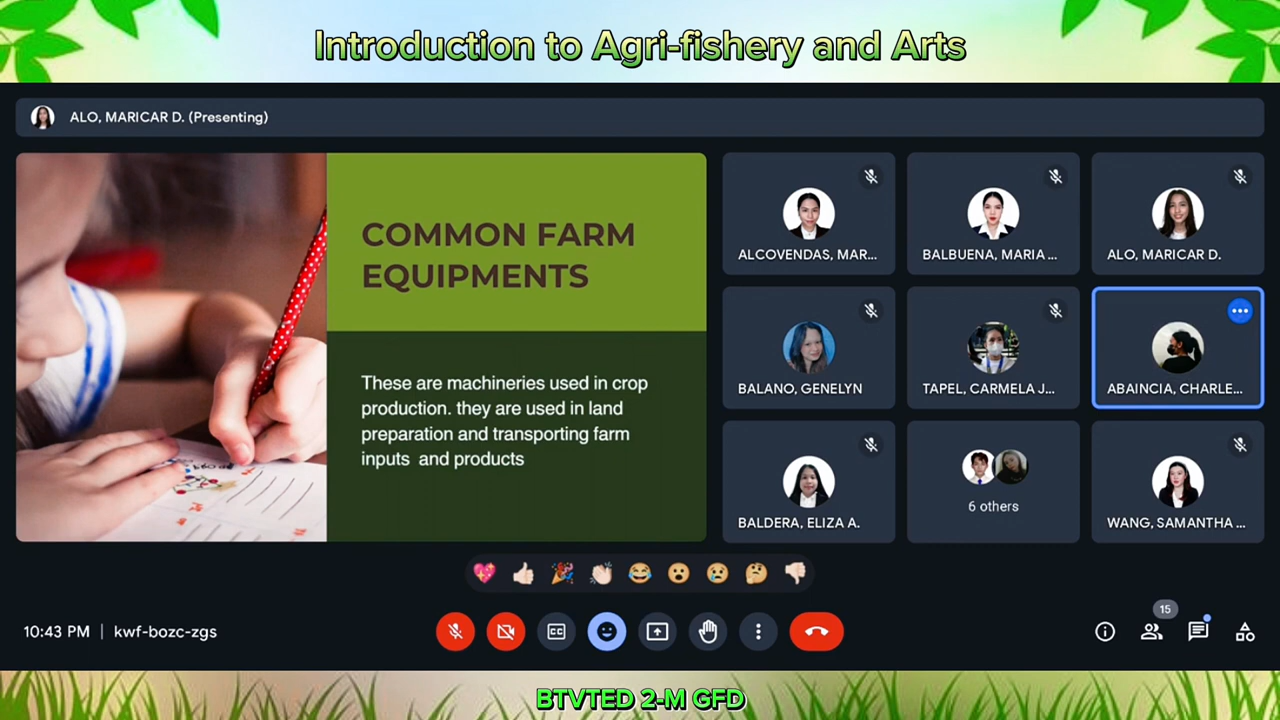 Introduction to Agri-fishery and Arts
ALO, MARICAR D. (Presenting)
COMMON FARM
EQUIPMENTS
These are machineries used in crop
production. they are used in land
preparation and transporting farm
inputs and products
ALCOVENDAS, MAR...
BALBUENA, MARIA ...
ALO, MARICAR D.
BALANO, GENELYN
TAPEL, CARMELA J...
ABAINCIA, CHARLE...
BALDERA, ELIZA A.
6 others
WANG, SAMANTHA ...
10:43 PM | kwf-bozc-zgs
CC
15
BTVTED 2-M GFD